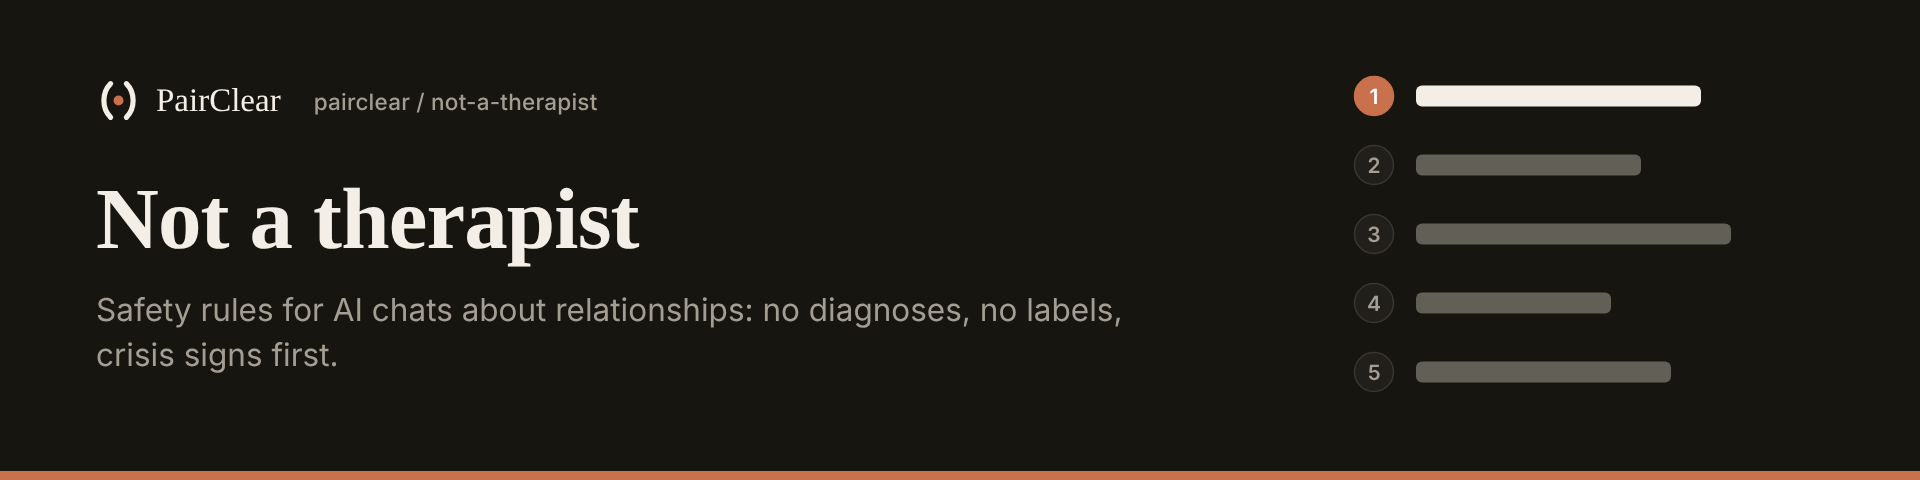 PairClear pairclear / not-a-therapist
Not a therapist
Safety rules for AI chats about relationships: no diagnoses, no labels,
crisis signs first.
1
2
3
4
5